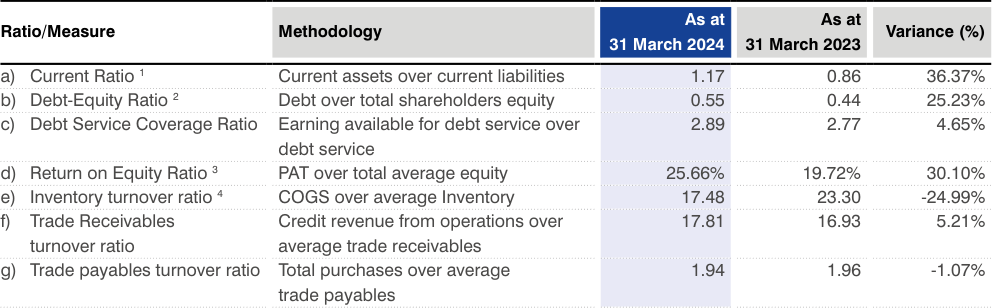 Ratio/Measure Methodology As at 31 March 2024 As at 31 March 2023 Variance (%)
a) Current Ratio ¹ Current assets over current liabilities 1.17 0.86 36.37%
b) Debt-Equity Ratio ² Debt over total shareholders equity 0.55 0.44 25.23%
c) Debt Service Coverage Ratio Earning available for debt service over 2.89 2.77 4.65%
debt service
d) Return on Equity Ratio ³ PAT over total average equity 25.66% 19.72% 30.10%
e) Inventory turnover ratio ⁴ COGS over average Inventory 17.48 23.30 -24.99%
f) Trade Receivables Credit revenue from operations over 17.81 16.93 5.21%
turnover ratio average trade receivables
g) Trade payables turnover ratio Total purchases over average 1.94 1.96 -1.07%
trade payables